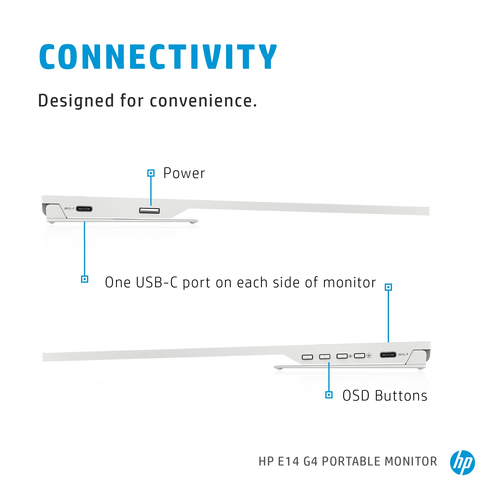 CONNECTIVITY
Designed for convenience.
Power
One USB-C port on each side of monitor
OSD Buttons
HP E14 G4 PORTABLE MONITOR
hp